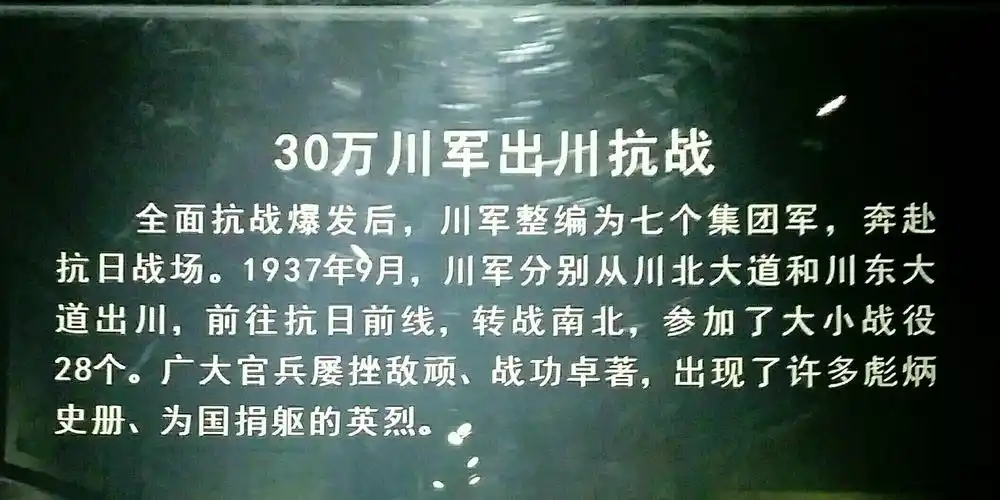 30万川军出川抗战
全面抗战爆发后，川军整编为七个集团军，奔赴
抗日战场。1937年9月，川军分别从川北大道和川东大
道出川，前往抗日前线，转战南北，参加了大小战役
28个。广大官兵屡挫敌顽、战功卓著，出现了许多彪炳
史册、为国捐躯的英烈。